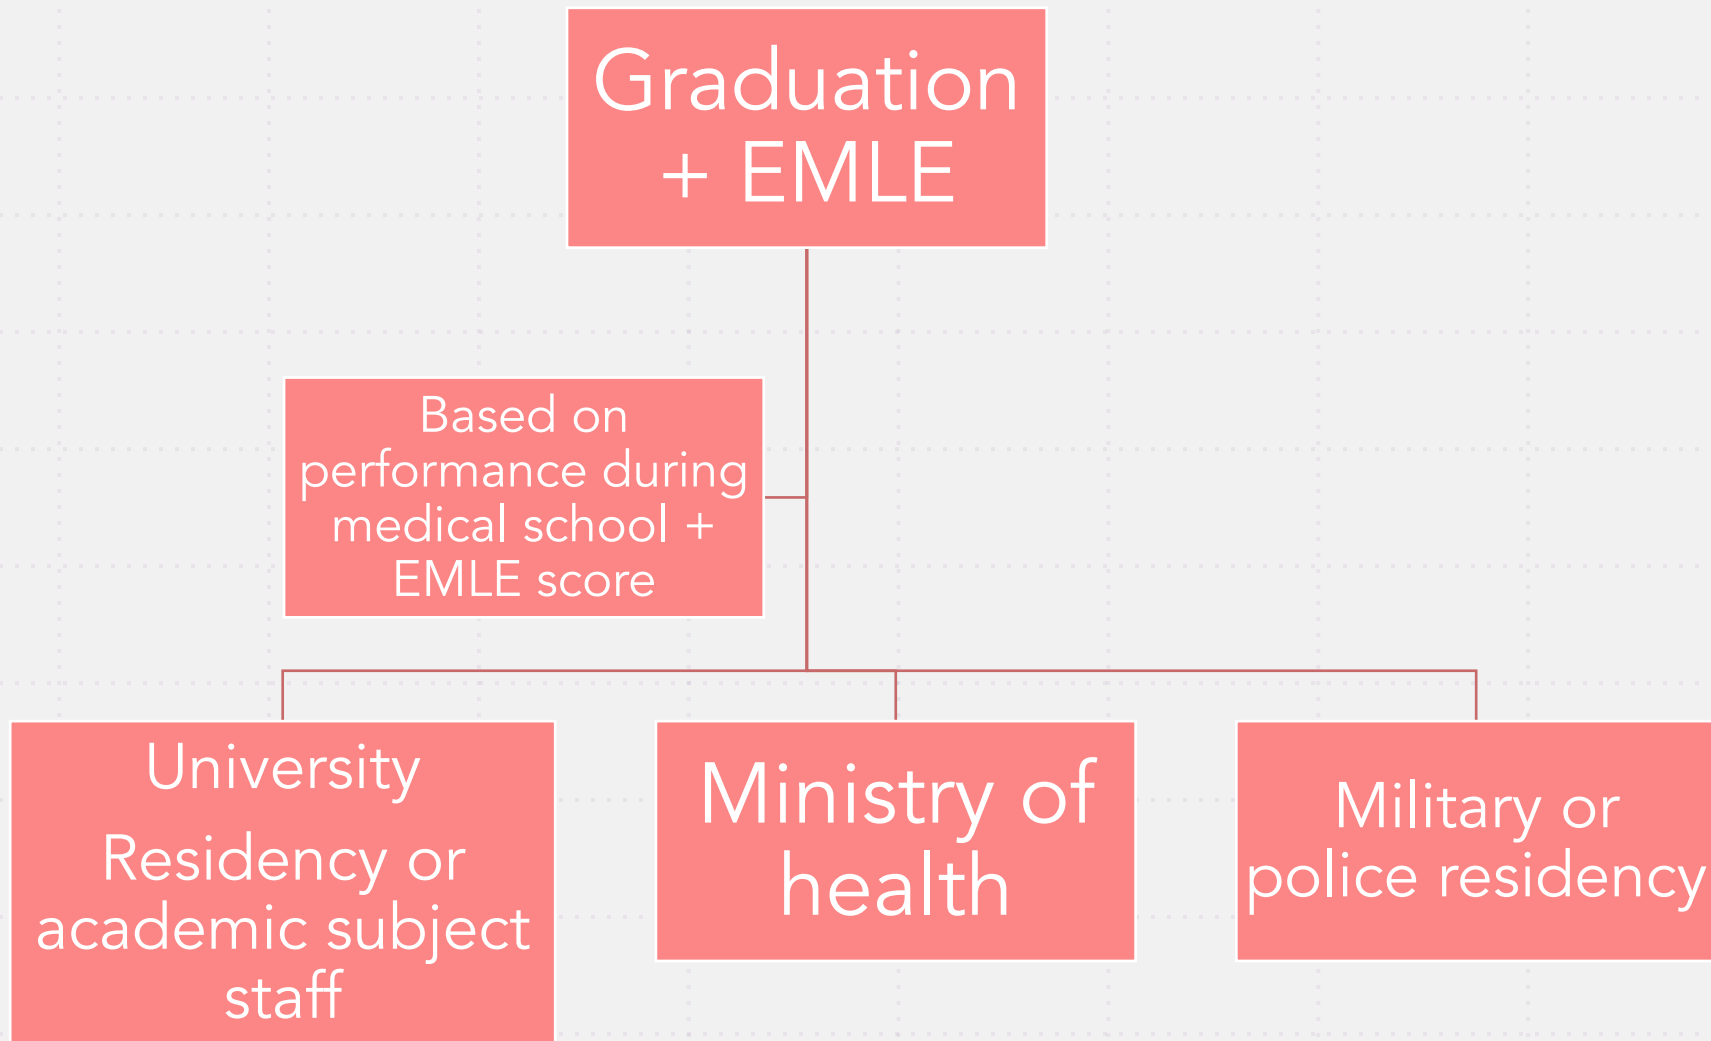 Graduation
+ EMLE
Based on
performance during
medical school +
EMLE score
University
Residency or
academic subject
staff
Ministry of
health
Military or
police residency